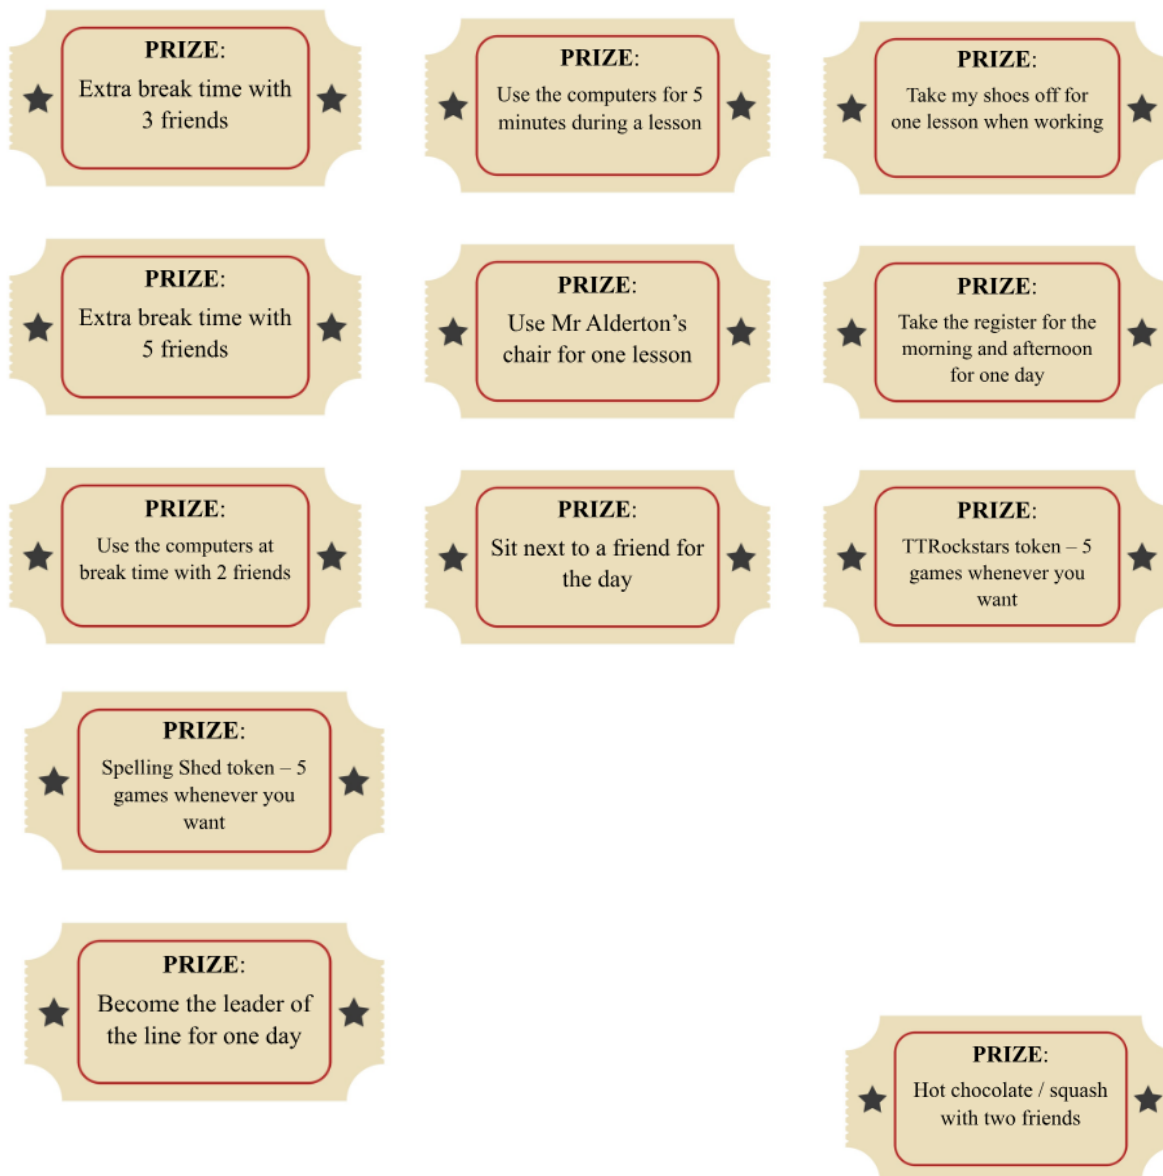 PRIZE:
Extra break time with
3 friends
PRIZE:
Use the computers for 5
minutes during a lesson
PRIZE:
Take my shoes off for
one lesson when working
PRIZE:
Extra break time with
5 friends
PRIZE:
Use Mr Alderton’s
chair for one lesson
PRIZE:
Take the register for the
morning and afternoon
for one day
PRIZE:
Use the computers at
break time with 2 friends
PRIZE:
Sit next to a friend for
the day
PRIZE:
TTRockstars token – 5
games whenever you
want
PRIZE:
Spelling Shed token – 5
games whenever you
want
PRIZE:
Become the leader of
the line for one day
PRIZE:
Hot chocolate / squash
with two friends